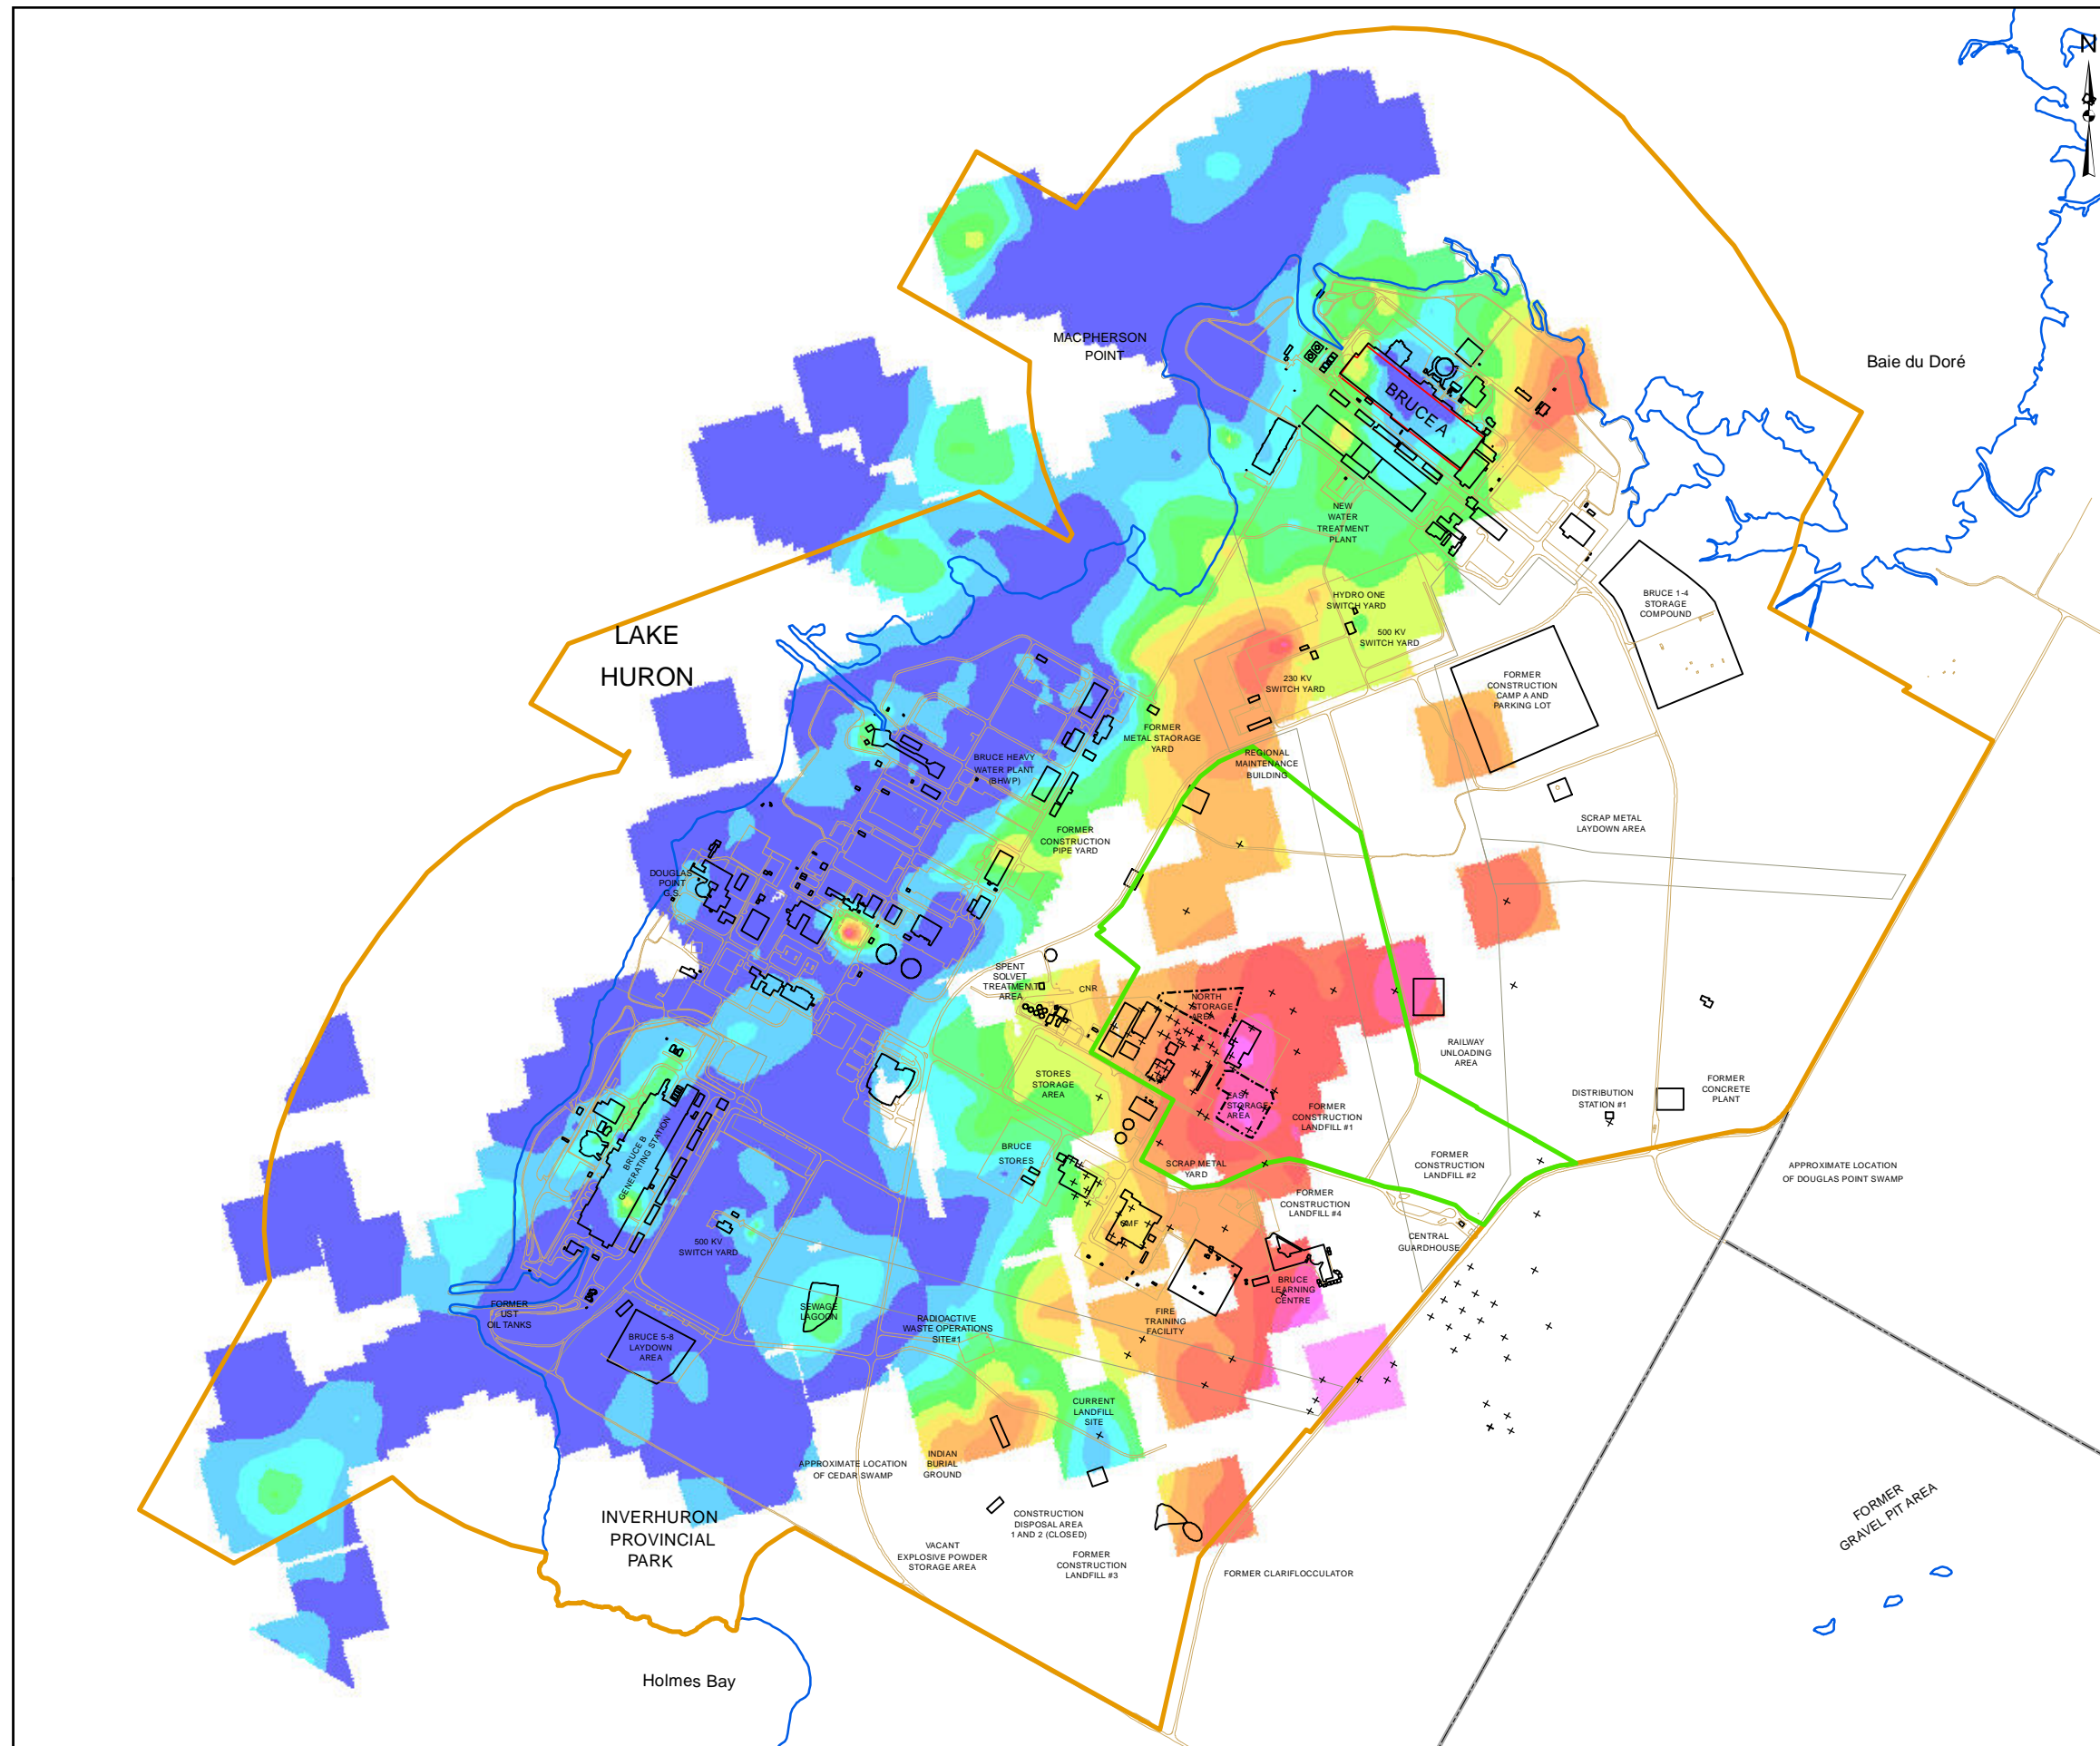 N
MACPHERSON
POINT
Baie du Doré
BRUCE A
NEW
WATER
TREATMENT
PLANT
HYDRO ONE
SWITCH YARD
500 KV
SWITCH YARD
230 KV
SWITCH YARD
BRUCE 1-4
STORAGE
COMPOUND
LAKE
HURON
FORMER
CONSTRUCTION
CAMP A AND
PARKING LOT
FORMER
METAL STAORAGE
YARD
REGIONAL
MAINTENANCE
BUILDING
BRUCE HEAVY
WATER PLANT
(BHWP)
SCRAP METAL
LAYDOWN AREA
FORMER
CONSTRUCTION
PIPE YARD
DOUGLAS
POINT
G.S.
SPENT
SOLVET
TREATMENT
AREA
CNR
NORTH
STORAGE
AREA
RAILWAY
UNLOADING
AREA
STORES
STORAGE
AREA
EAST
STORAGE
AREA
FORMER
CONSTRUCTION
LANDFILL #1
DISTRIBUTION
STATION #1
FORMER
CONCRETE
PLANT
BRUCE B
GENERATING STATION
BRUCE
STORES
SCRAP METAL
YARD
FORMER
CONSTRUCTION
LANDFILL #2
APPROXIMATE LOCATION
OF DOUGLAS POINT SWAMP
FORMER
CONSTRUCTION
LANDFILL #4
500 KV
SWITCH YARD
CENTRAL
GUARDHOUSE
BRUCE
LEARNING
CENTRE
FORMER
UST
OIL TANKS
SEWAGE
LAGOON
RADIOACTIVE
WASTE OPERATIONS
SITE#1
FIRE
TRAINING
FACILITY
BRUCE 5-8
LAYDOWN
AREA
CURRENT
LANDFILL
SITE
APPROXIMATE LOCATION
OF CEDAR SWAMP
INDIAN
BURIAL
GROUND
CONSTRUCTION
DISPOSAL AREA
1 AND 2 (CLOSED)
FORMER
GRAVEL PIT AREA
INVERHURON
PROVINCIAL
PARK
VACANT
EXPLOSIVE POWDER
STORAGE AREA
FORMER
CONSTRUCTION
LANDFILL #3
FORMER CLARIFLOCCULATOR
Holmes Bay